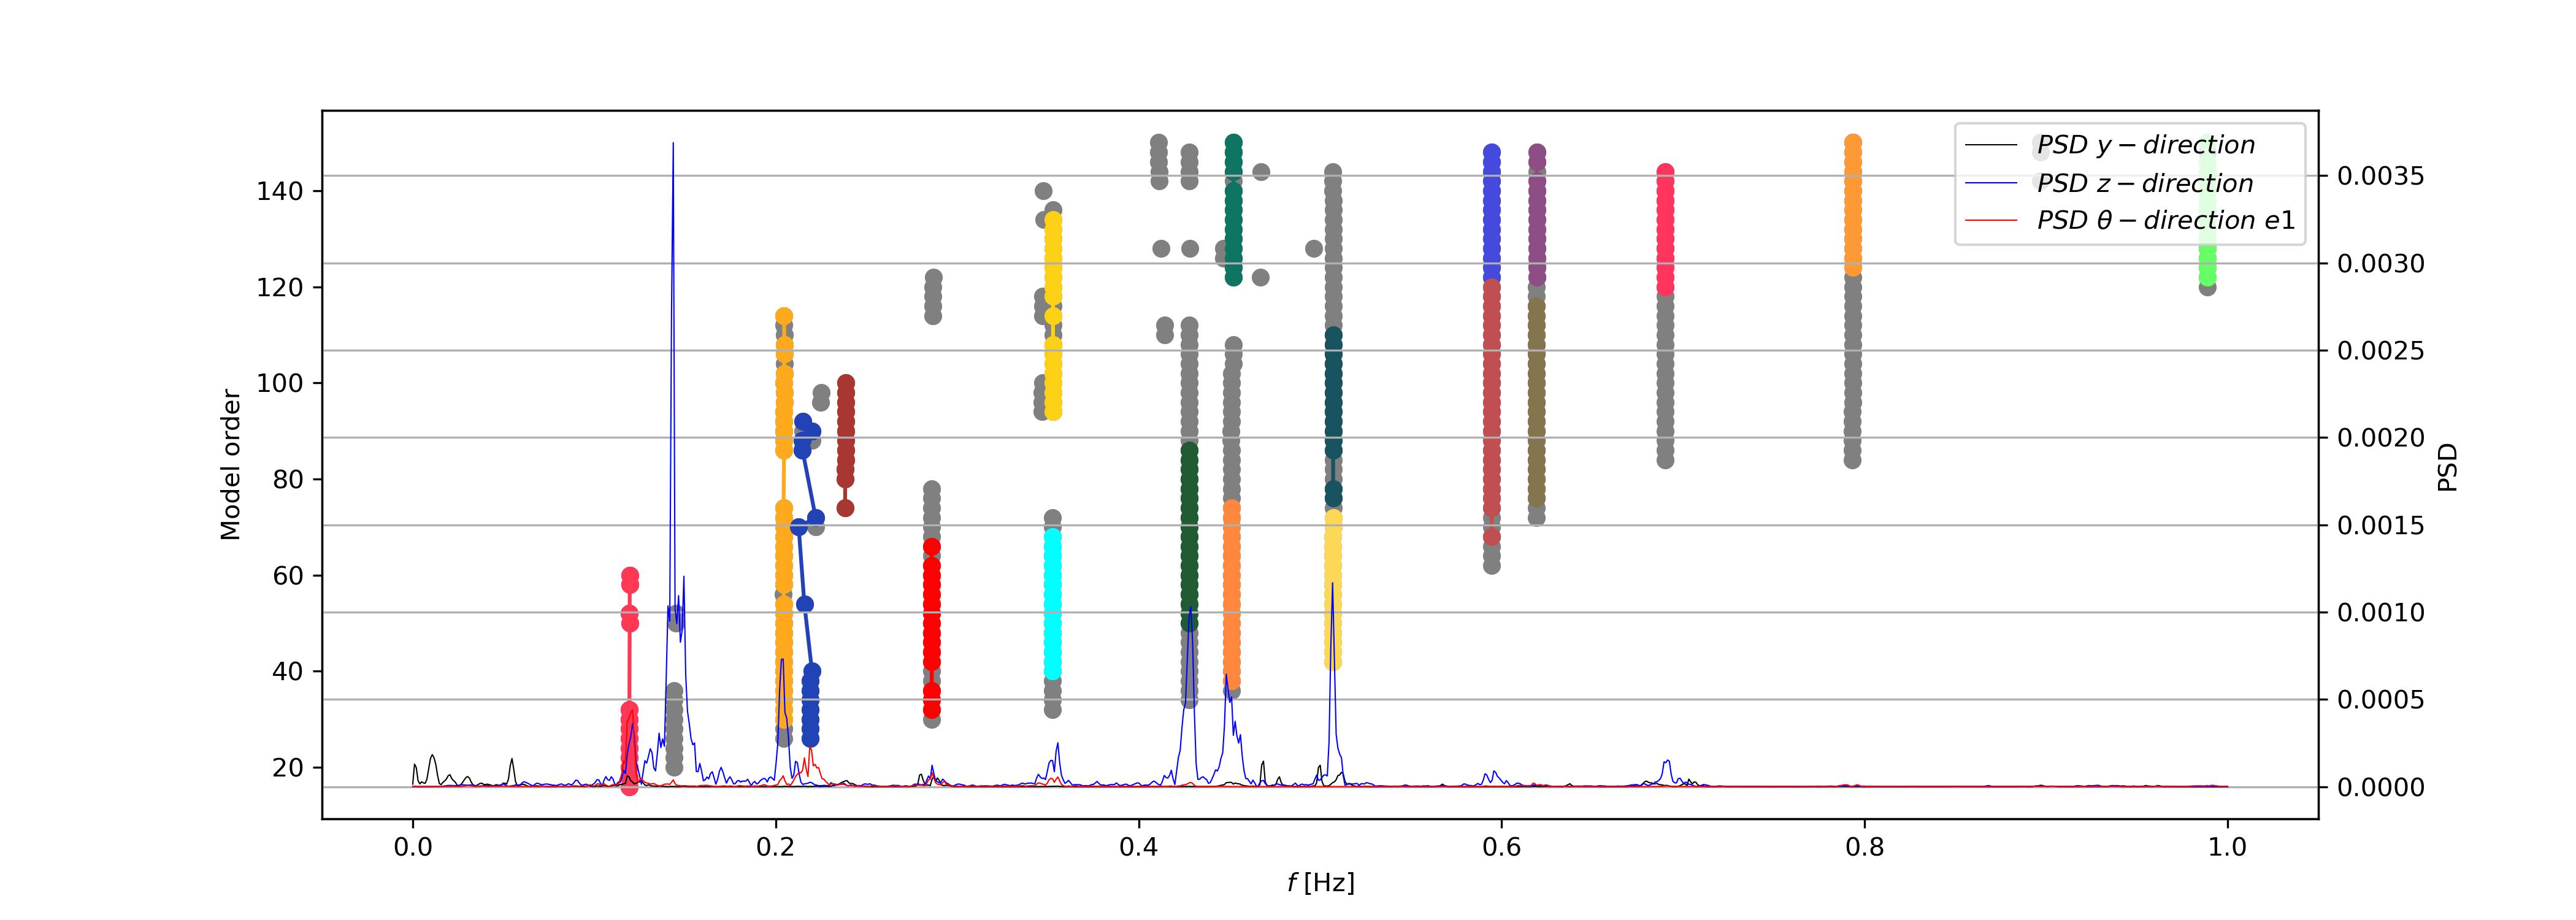 PSD y − direction
PSD z − direction
PSD θ − direction e1
Model order
140
120
100
80
60
40
20
0.0035
0.0030
0.0025
0.0020
0.0015
0.0010
0.0005
0.0000
PSD
0.0 0.2 0.4 0.6 0.8 1.0
f [Hz]